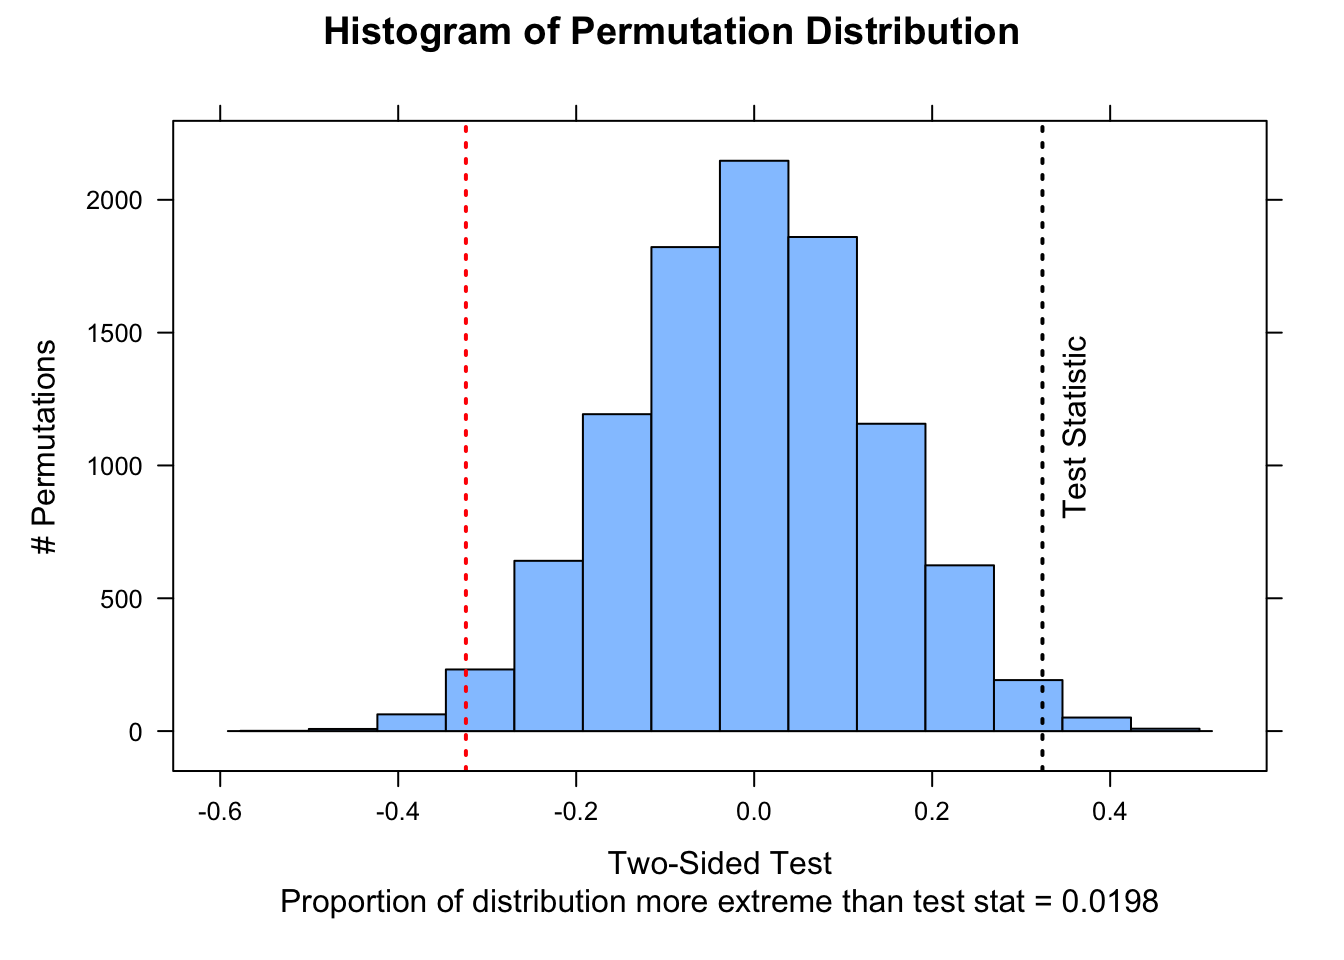 Histogram of Permutation Distribution
2000
1500
1000
500
0
# Permutations
Test Statistic
-0.6
-0.4
-0.2
0.0
0.2
0.4
Two-Sided Test
Proportion of distribution more extreme than test stat = 0.0198